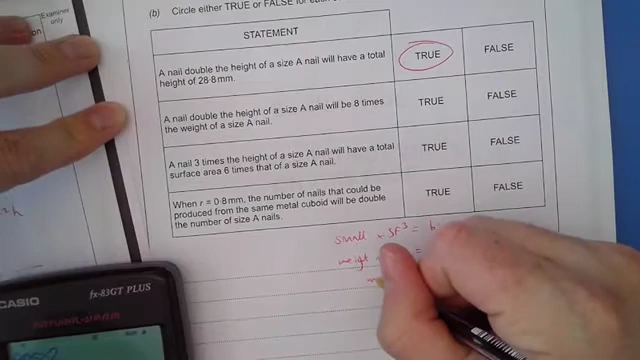 Examiner
only
(b) Circle either TRUE or FALSE for each
STATEMENT
A nail double the height of a size A nail will have a total
height of 28·8mm.
TRUE
FALSE
A nail double the height of a size A nail will be 8 times
the weight of a size A nail.
TRUE
FALSE
A nail 3 times the height of a size A nail will have a total
surface area 6 times that of a size A nail.
TRUE
FALSE
When r = 0·8mm, the number of nails that could be
produced from the same metal cuboid will be double
the number of size A nails.
TRUE
FALSE
small × SF³ =
weight
=
CASIO
fx-83GT PLUS
NATURAL-V.P.A.M.